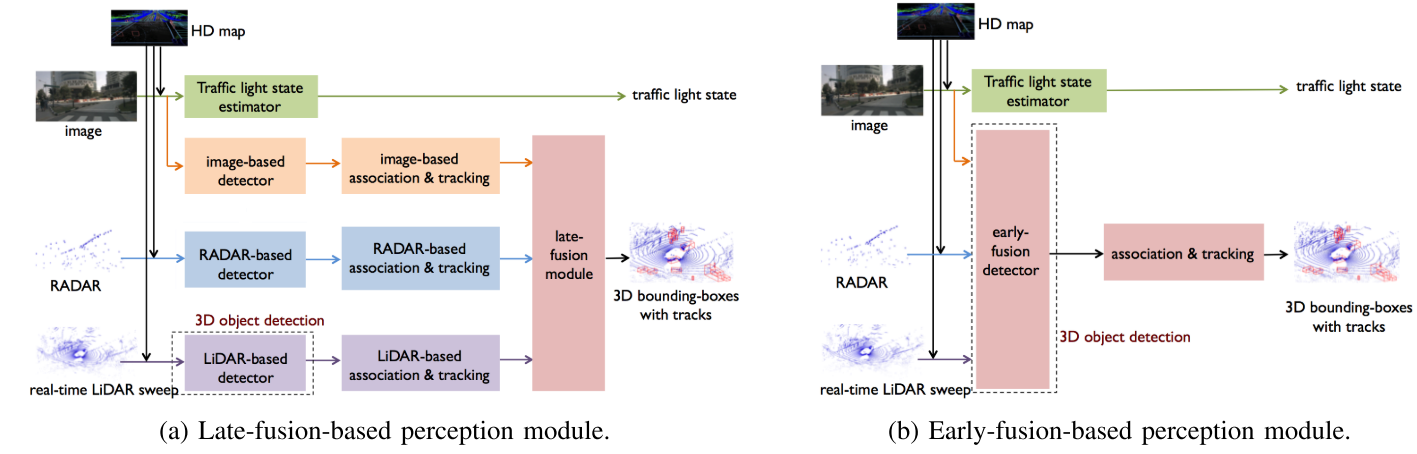 HD map
Traffic light state
estimator
traffic light state
image
image-based
detector
image-based
association & tracking
RADAR
RADAR-based
detector
RADAR-based
association & tracking
late-
fusion
module
3D bounding-boxes
with tracks
3D object detection
real-time LiDAR sweep
LiDAR-based
detector
LiDAR-based
association & tracking
(a) Late-fusion-based perception module.
HD map
Traffic light state
estimator
traffic light state
image
early-
fusion
detector
association & tracking
RADAR
3D bounding-boxes
with tracks
3D object detection
real-time LiDAR sweep
(b) Early-fusion-based perception module.